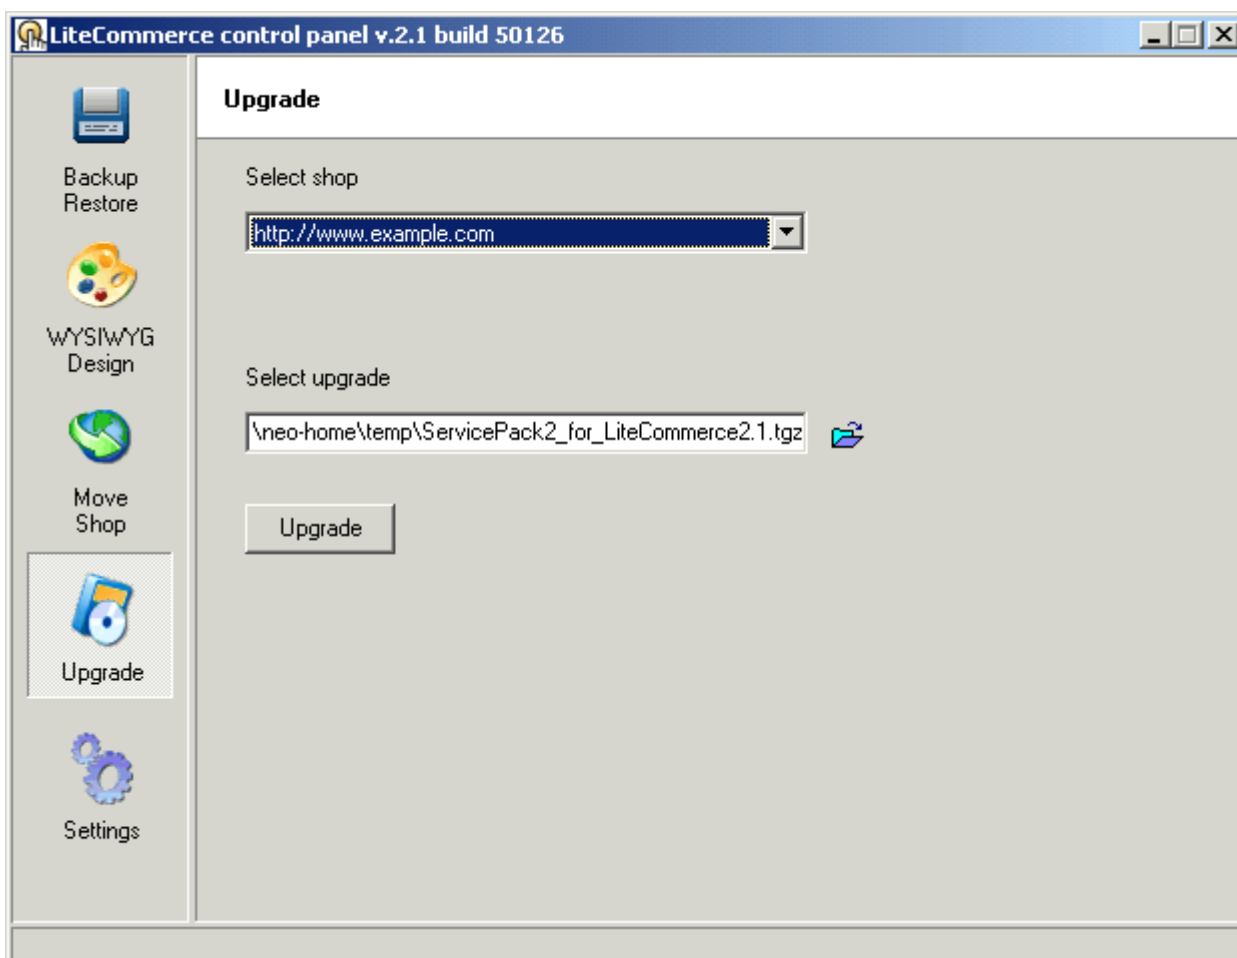 LiteCommerce control panel v.2.1 build 50126
Backup
Restore
WYSIWYG
Design
Move
Shop
Upgrade
Settings
Upgrade
Select shop
http://www.example.com
Select upgrade
\neo-home\temp\ServicePack2_for_LiteCommerce2.1.tgz
Upgrade